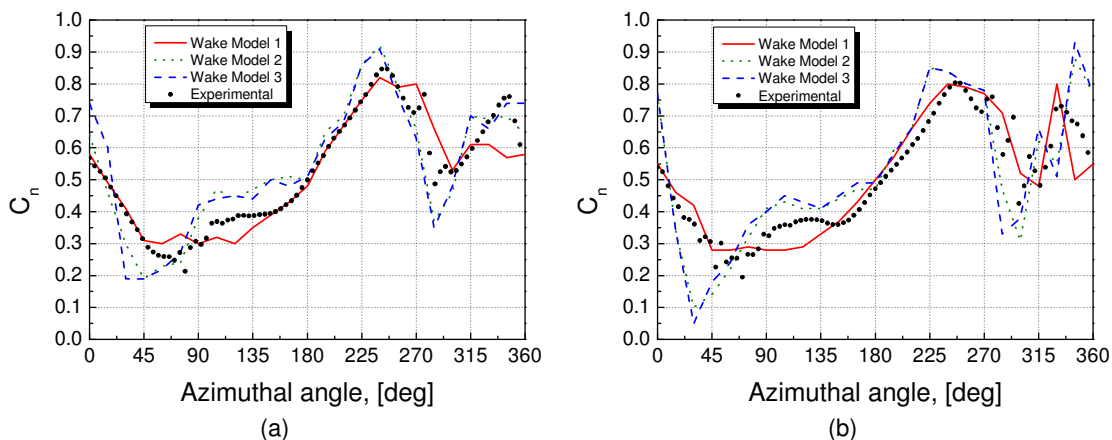 1.0
0.9
0.8
0.7
0.6
0.5
0.4
0.3
0.2
0.1
0.0
Cn
Wake Model 1
Wake Model 2
Wake Model 3
Experimental
0 45 90 135 180 225 270 315 360
Azimuthal angle, [deg]
(a)
1.0
0.9
0.8
0.7
0.6
0.5
0.4
0.3
0.2
0.1
0.0
Cn
Wake Model 1
Wake Model 2
Wake Model 3
Experimental
0 45 90 135 180 225 270 315 360
Azimuthal angle, [deg]
(b)